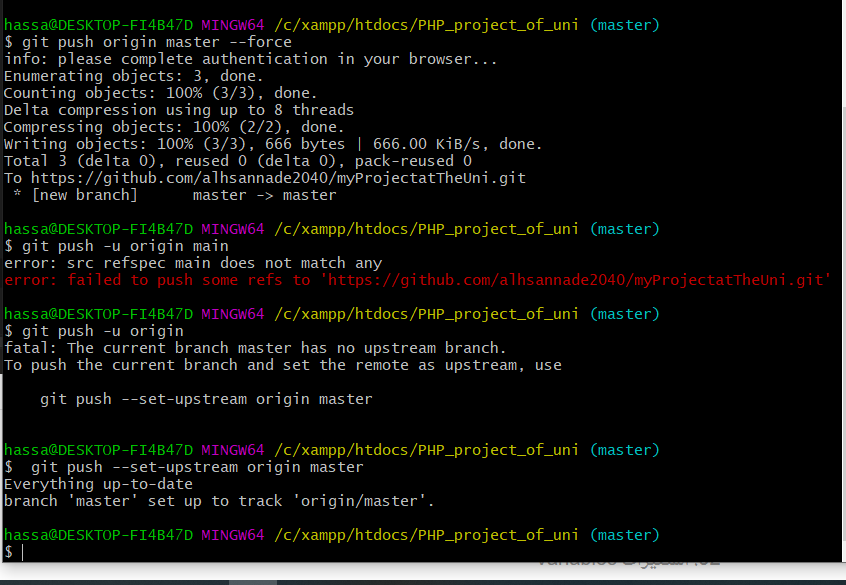 hassa@DESKTOP-FI4B47D MINGW64 /c/xampp/htdocs/PHP_project_of_uni (master)
$ git push origin master --force
info: please complete authentication in your browser...
Enumerating objects: 3, done.
Counting objects: 100% (3/3), done.
Delta compression using up to 8 threads
Compressing objects: 100% (2/2), done.
Writing objects: 100% (3/3), 666 bytes | 666.00 KiB/s, done.
Total 3 (delta 0), reused 0 (delta 0), pack-reused 0
To https://github.com/alhsannade2040/myProjectatTheUni.git
 * [new branch]      master -> master
hassa@DESKTOP-FI4B47D MINGW64 /c/xampp/htdocs/PHP_project_of_uni (master)
$ git push -u origin main
error: src refspec main does not match any
error: failed to push some refs to 'https://github.com/alhsannade2040/myProjectatTheUni.git'
hassa@DESKTOP-FI4B47D MINGW64 /c/xampp/htdocs/PHP_project_of_uni (master)
$ git push -u origin
fatal: The current branch master has no upstream branch.
To push the current branch and set the remote as upstream, use
    git push --set-upstream origin master
hassa@DESKTOP-FI4B47D MINGW64 /c/xampp/htdocs/PHP_project_of_uni (master)
$  git push --set-upstream origin master
Everything up-to-date
branch 'master' set up to track 'origin/master'.
hassa@DESKTOP-FI4B47D MINGW64 /c/xampp/htdocs/PHP_project_of_uni (master)
$